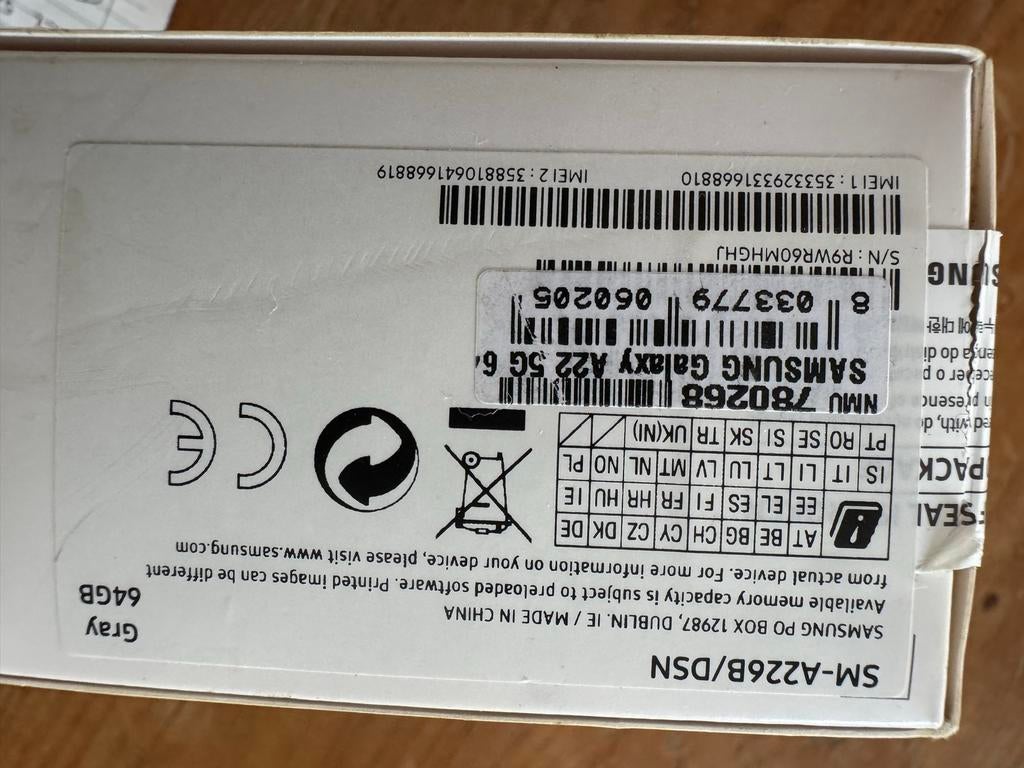 SM-A226B/DSN
SAMSUNG PO BOX 12987, DUBLIN. IE / MADE IN CHINA
Available memory capacity is subject to preloaded software. Printed images can be different
from actual device. For more information on your device, please visit www.samsung.com
Gray
64GB
AT BE BG CH CY CZ DK DE
EE EL ES FI FR HR HU IE
IS IT LI LT LU LV MT NL NO PL
PT RO SE SI SK TR UK(NI)
NMU 780268
SAMSUNG Galaxy A22 5G 64
8 033779 060205
S/N : R9WR60MHGHJ
IMEI 1 : 353329331668810 IMEI 2 : 358810641668819
SEAL
PACK